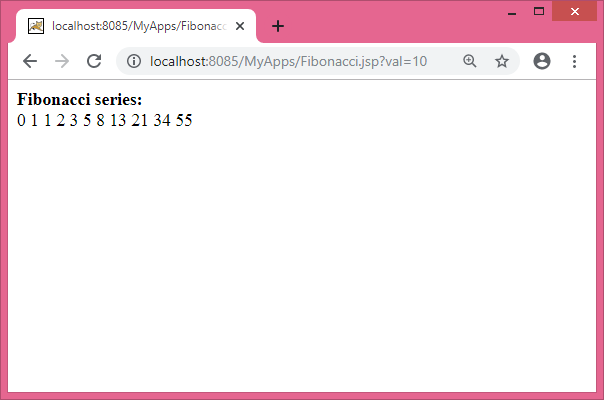 localhost:8085/MyApps/Fibonac
localhost:8085/MyApps/Fibonacci.jsp?val=10
Fibonacci series:
0 1 1 2 3 5 8 13 21 34 55